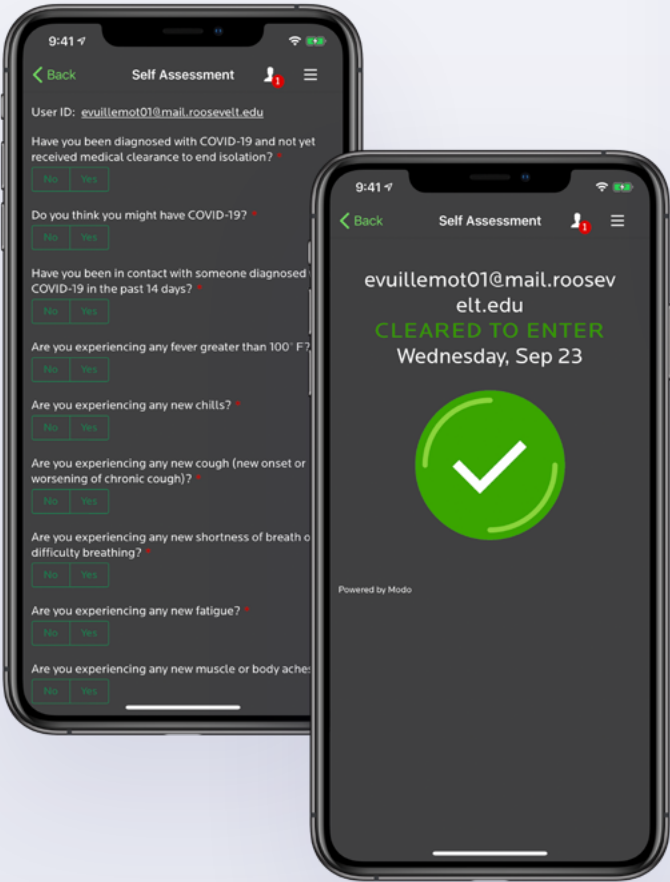 9:41
Back
Self Assessment
1
User ID: evuillemot01@mail.roosevelt.edu
Have you been diagnosed with COVID-19 and not yet
received medical clearance to end isolation? *
No Yes
Do you think you might have COVID-19? *
No Yes
Have you been in contact with someone diagnosed
COVID-19 in the past 14 days? *
No Yes
Are you experiencing any fever greater than 100° F?
No Yes
Are you experiencing any new chills? *
No Yes
Are you experiencing any new cough (new onset or
worsening of chronic cough)? *
No Yes
Are you experiencing any new shortness of breath o
difficulty breathing? *
No Yes
Are you experiencing any new fatigue? *
No Yes
Are you experiencing any new muscle or body ache
No Yes
9:41
Back
Self Assessment
1
evuillemot01@mail.roosev
elt.edu
CLEARED TO ENTER
Wednesday, Sep 23
Powered by Modo